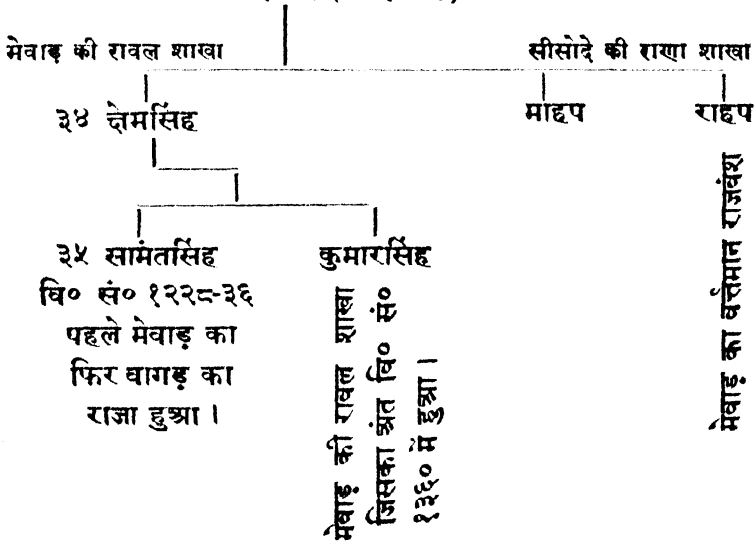 मेवाड़ की रावल शाखा
सीसोदे की राणा शाखा
३४ क्षेमसिंह
माहप
राहप
३५ सामंतसिंह
वि० सं० १२२८-३६
पहले मेवाड़ का
फिर वागड़ का
राजा हुआ ।
कुमारसिंह
मेवाड़ की रावल शाखा
जिसका अंत वि० सं०
१३६० में हुआ ।
मेवाड़ का वर्त्तमान राजवंश